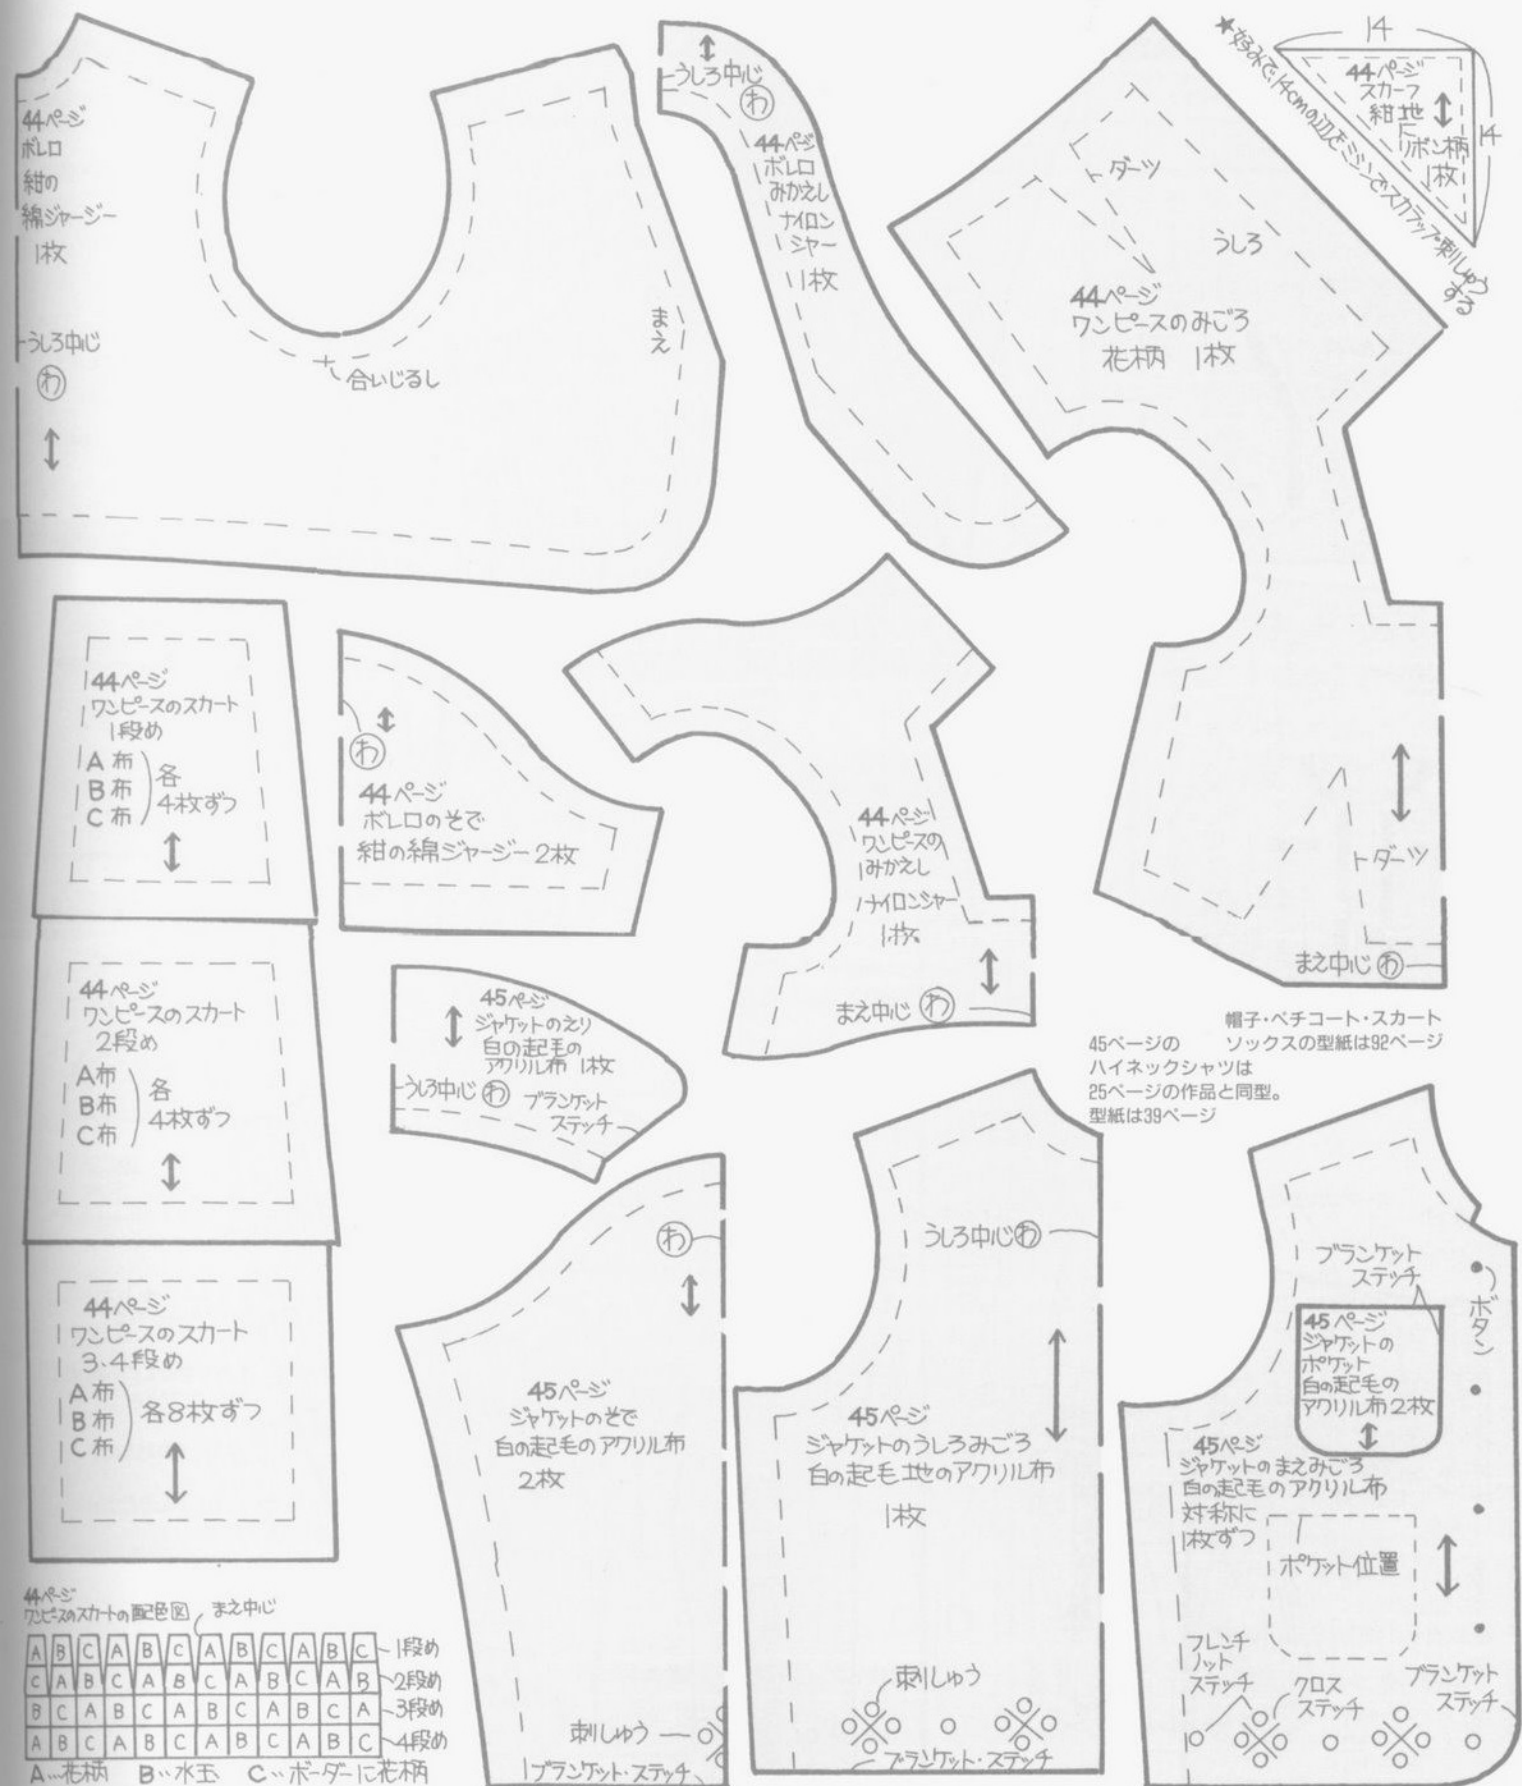 44ページ
ボレロ
紺の
綿ジャージー
1枚
うしろ中心
わ
合いじるし
まえ
うしろ中心
わ
44ページ
ボレロ
みかえし
ナイロン
シャー
1枚
ダーツ
うしろ
44ページ
ワンピースのみごろ
花柄 1枚
ダーツ
まえ中心 わ
14
14
44ページ
スカーフ
紺地
に
リボン柄
1枚
★好みで、14cmの辺をミシンでスカラップ刺しゅう
する
44ページ
ワンピースのスカート
1段め
A布
B布
C布
各
4枚ずつ
わ
44ページ
ボレロのそで
紺の綿ジャージー 2枚
44ページ
ワンピースの
みかえし
ナイロンシャー
1枚
まえ中心 わ
44ページ
ワンピースのスカート
2段め
A布
B布
C布
各
4枚ずつ
45ページ
ジャケットのえり
白の起毛の
アクリル布 1枚
うしろ中心 わ
ブランケット
ステッチ
帽子・ペチコート・スカート
ソックスの型紙は92ページ
45ページの
ハイネックシャツは
25ページの作品と同型。
型紙は39ページ
44ページ
ワンピースのスカート
3.4段め
A布
B布
C布
各8枚ずつ
わ
45ページ
ジャケットのそで
白の起毛のアクリル布
2枚
刺しゅう
ブランケット・ステッチ
うしろ中心 わ
45ページ
ジャケットのうしろみごろ
白の起毛地のアクリル布
1枚
刺しゅう
ブランケット・ステッチ
ブランケット
ステッチ
ボタン
45ページ
ジャケットの
ポケット
白の起毛の
アクリル布2枚
45ページ
ジャケットのまえみごろ
白の起毛のアクリル布
対称に
1枚ずつ
ポケット位置
フレンチ
ノット
ステッチ
クロス
ステッチ
ブランケット
ステッチ
44ページ
ワンピースのスカートの配色図 まえ中心
A B C A B C A B C A B C 1段め
C A B C A B C A B C A B 2段め
B C A B C A B C A B C A 3段め
A B C A B C A B C A B C 4段め
A…花柄 B…水玉 C…ボーダーに花柄